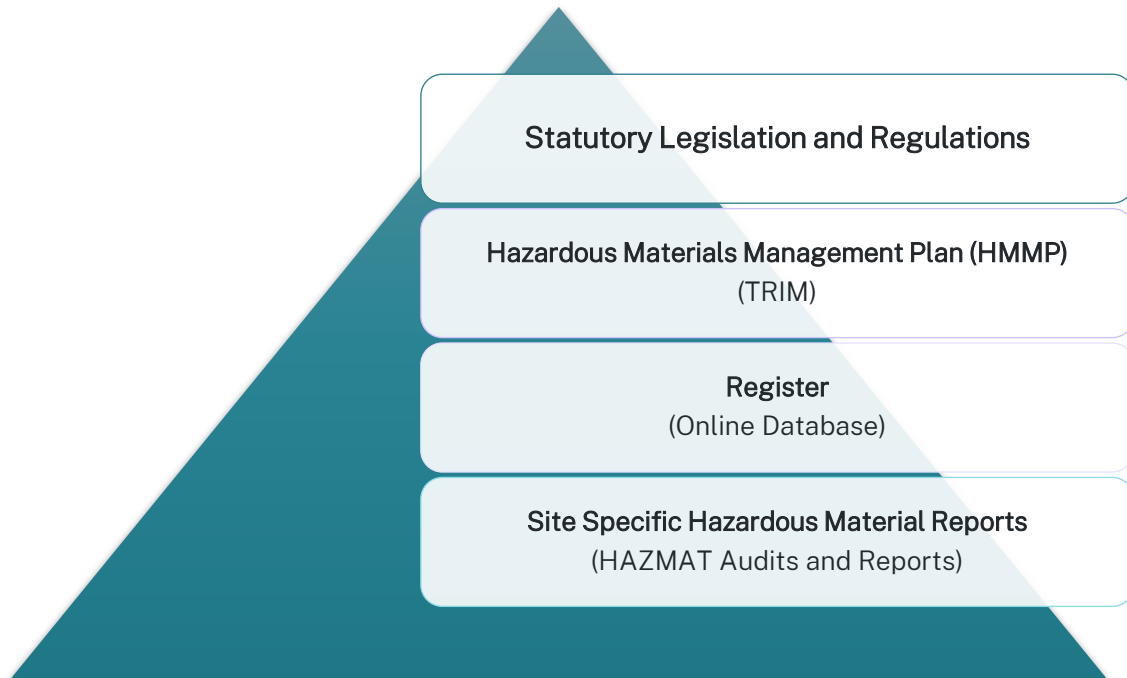 Statutory Legislation and Regulations
Hazardous Materials Management Plan (HMMP)
(TRIM)
Register
(Online Database)
Site Specific Hazardous Material Reports
(HAZMAT Audits and Reports)